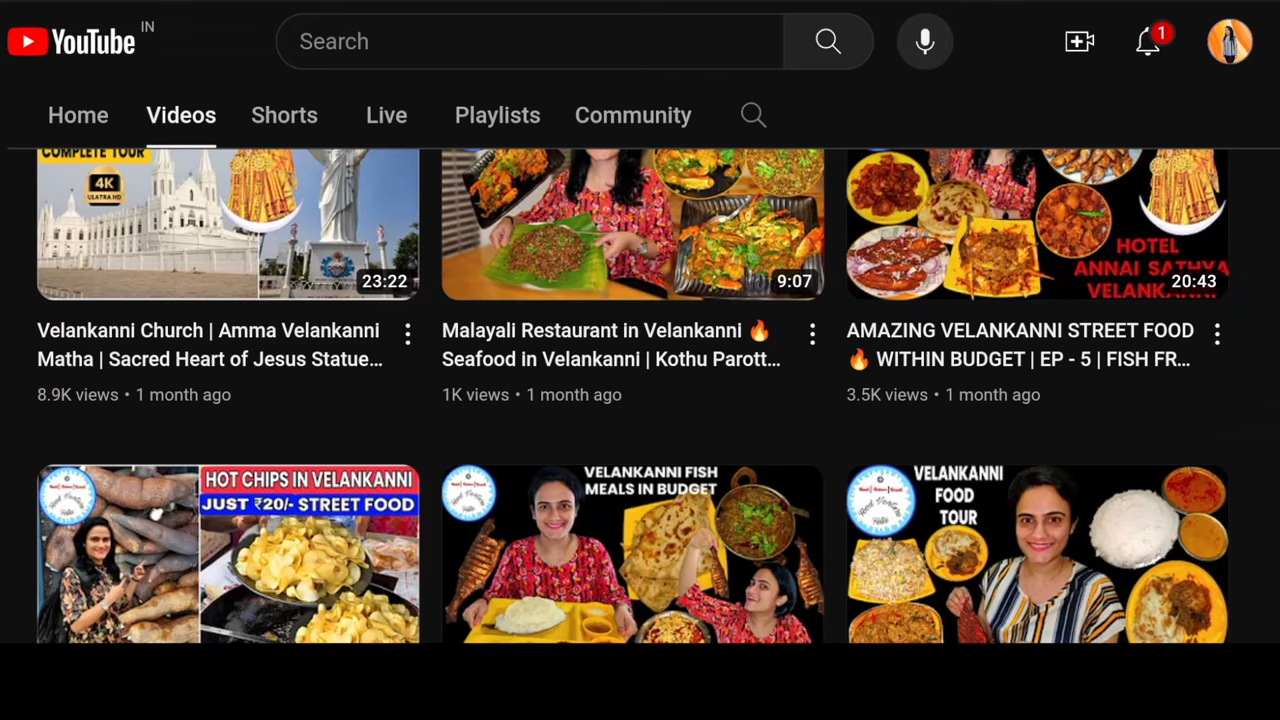 YouTube IN
Search
1
Home Videos Shorts Live Playlists Community
COMPLETE TOUR
4K
ULATRA HD
23:22
9:07
HOTEL
ANNAI SATHYA
VELANKANNI
20:43
Velankanni Church | Amma Velankanni
Matha | Sacred Heart of Jesus Statue...
8.9K views • 1 month ago
Malayali Restaurant in Velankanni 🔥
Seafood in Velankanni | Kothu Parott...
1K views • 1 month ago
AMAZING VELANKANNI STREET FOOD
🔥 WITHIN BUDGET | EP - 5 | FISH FR...
3.5K views • 1 month ago
HOT CHIPS IN VELANKANNI
JUST ₹20/- STREET FOOD
VELANKANNI FISH
MEALS IN BUDGET
VELANKANNI
FOOD
TOUR